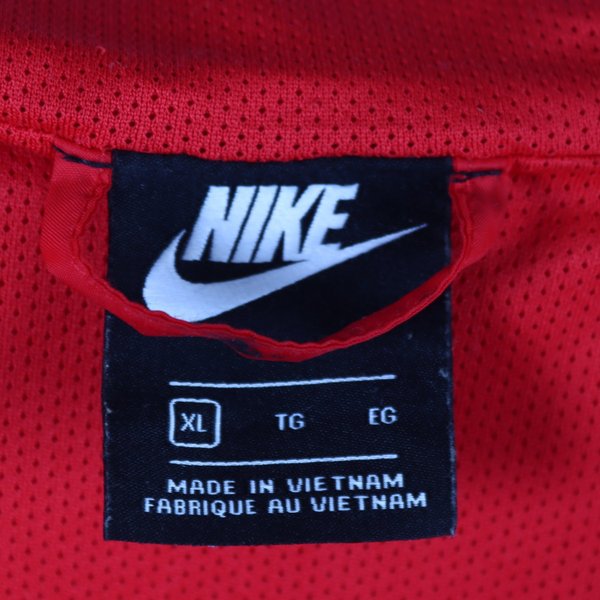 NIKE
XL TG EG
MADE IN VIETNAM
FABRIQUE AU VIETNAM